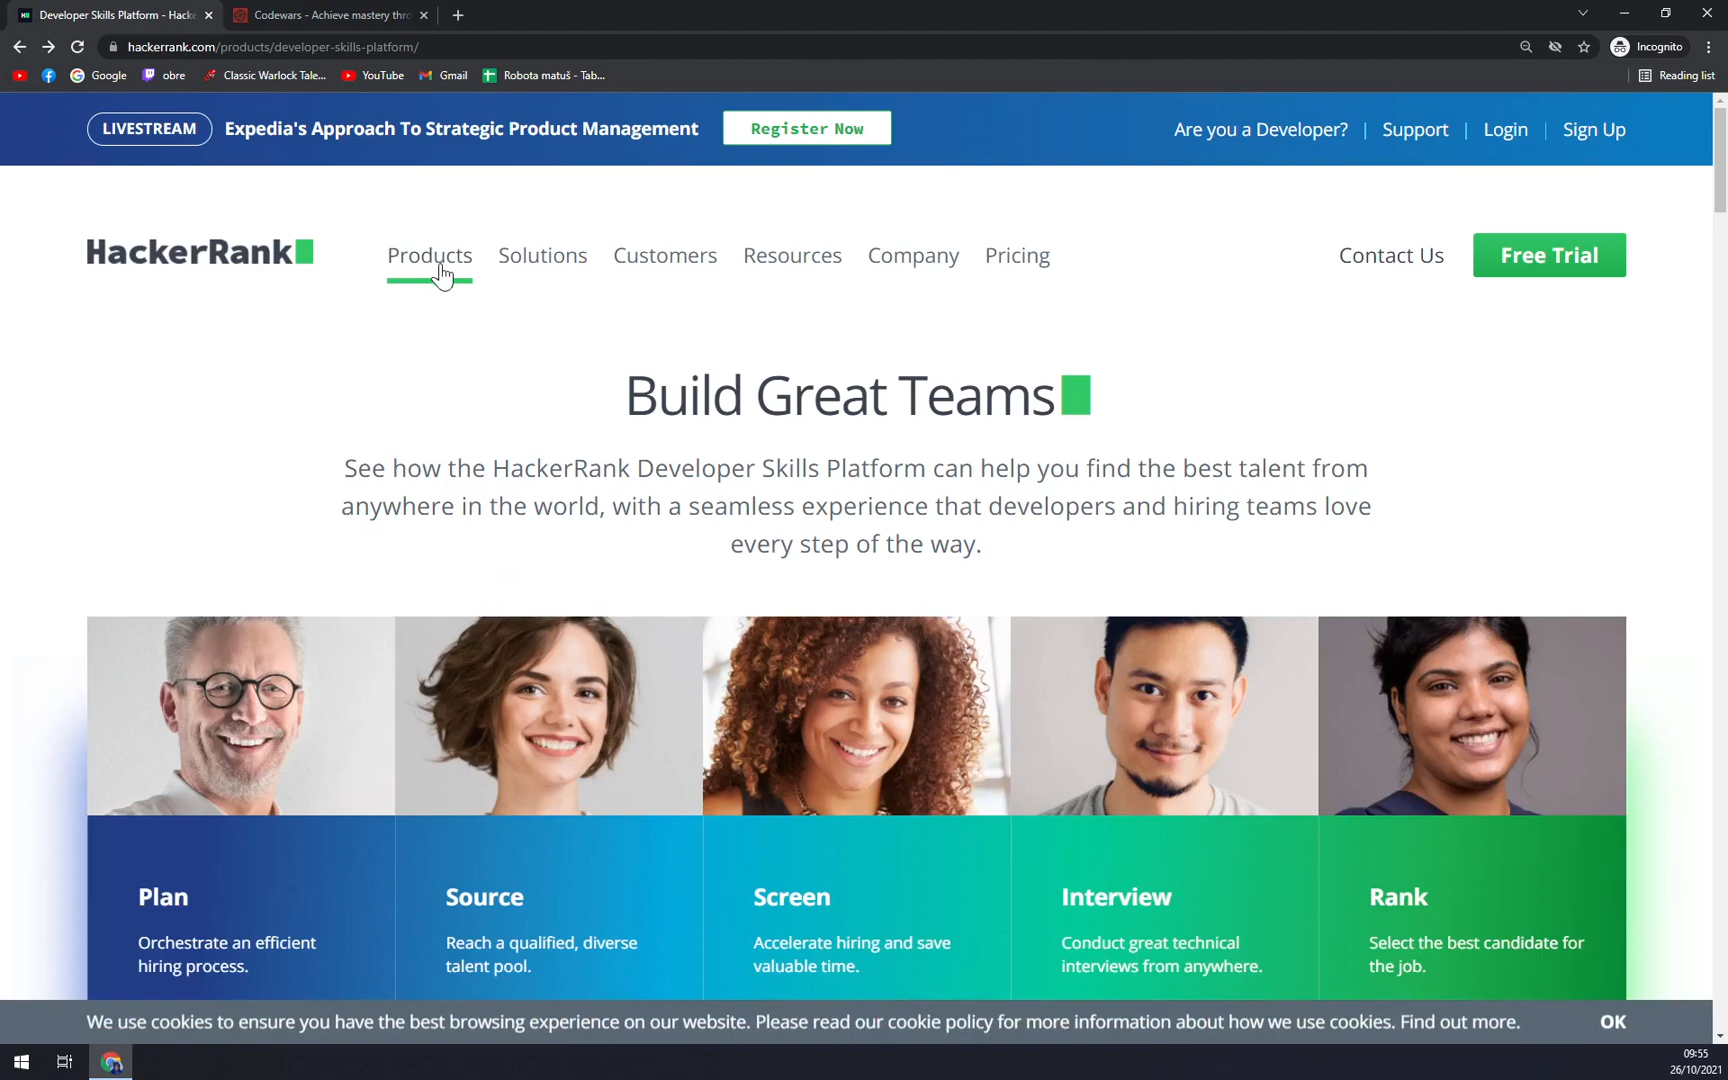 Developer Skills Platform - Hacke
Codewars - Achieve mastery thro
hackerrank.com/products/developer-skills-platform/
Incognito
Google
obre
Classic Warlock Tale...
YouTube
Gmail
Robota matuš - Tab...
Reading list
LIVESTREAM
Expedia's Approach To Strategic Product Management
Register Now
Are you a Developer?
Support
Login
Sign Up
HackerRank
Products
Solutions
Customers
Resources
Company
Pricing
Contact Us
Free Trial
Build Great Teams
See how the HackerRank Developer Skills Platform can help you find the best talent from
anywhere in the world, with a seamless experience that developers and hiring teams love
every step of the way.
Plan
Orchestrate an efficient
hiring process.
Source
Reach a qualified, diverse
talent pool.
Screen
Accelerate hiring and save
valuable time.
Interview
Conduct great technical
interviews from anywhere.
Rank
Select the best candidate for
the job.
We use cookies to ensure you have the best browsing experience on our website. Please read our cookie policy for more information about how we use cookies. Find out more.
OK
09:55
26/10/2021